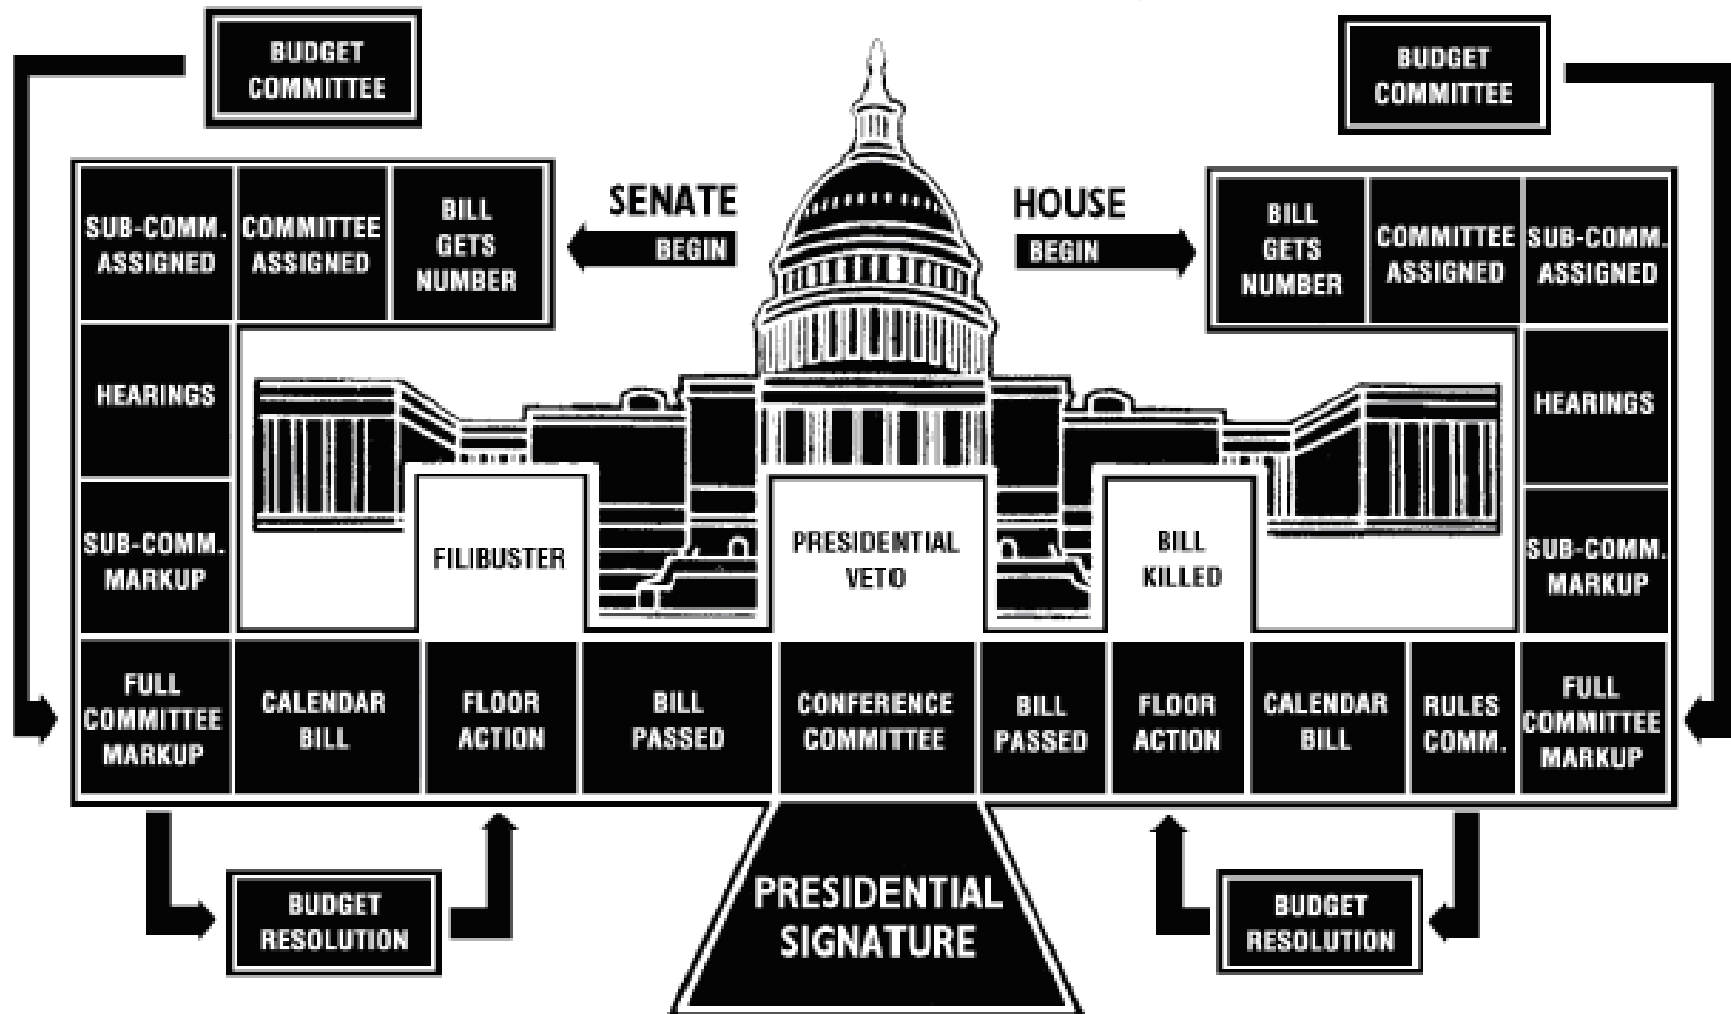 BUDGET
COMMITTEE
BUDGET
COMMITTEE
SENATE
BEGIN
HOUSE
BEGIN
SUB-COMM.
ASSIGNED
COMMITTEE
ASSIGNED
BILL
GETS
NUMBER
BILL
GETS
NUMBER
COMMITTEE
ASSIGNED
SUB-COMM.
ASSIGNED
HEARINGS
HEARINGS
SUB-COMM.
MARKUP
FILIBUSTER
PRESIDENTIAL
VETO
BILL
KILLED
SUB-COMM.
MARKUP
FULL
COMMITTEE
MARKUP
CALENDAR
BILL
FLOOR
ACTION
BILL
PASSED
CONFERENCE
COMMITTEE
BILL
PASSED
FLOOR
ACTION
CALENDAR
BILL
RULES
COMM.
FULL
COMMITTEE
MARKUP
BUDGET
RESOLUTION
PRESIDENTIAL
SIGNATURE
BUDGET
RESOLUTION